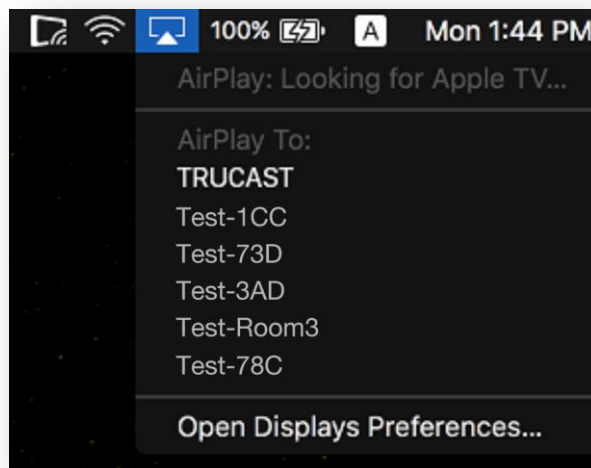 100% A Mon 1:44 PM
AirPlay: Looking for Apple TV...
AirPlay To:
TRUCAST
Test-1CC
Test-73D
Test-3AD
Test-Room3
Test-78C
Open Displays Preferences...